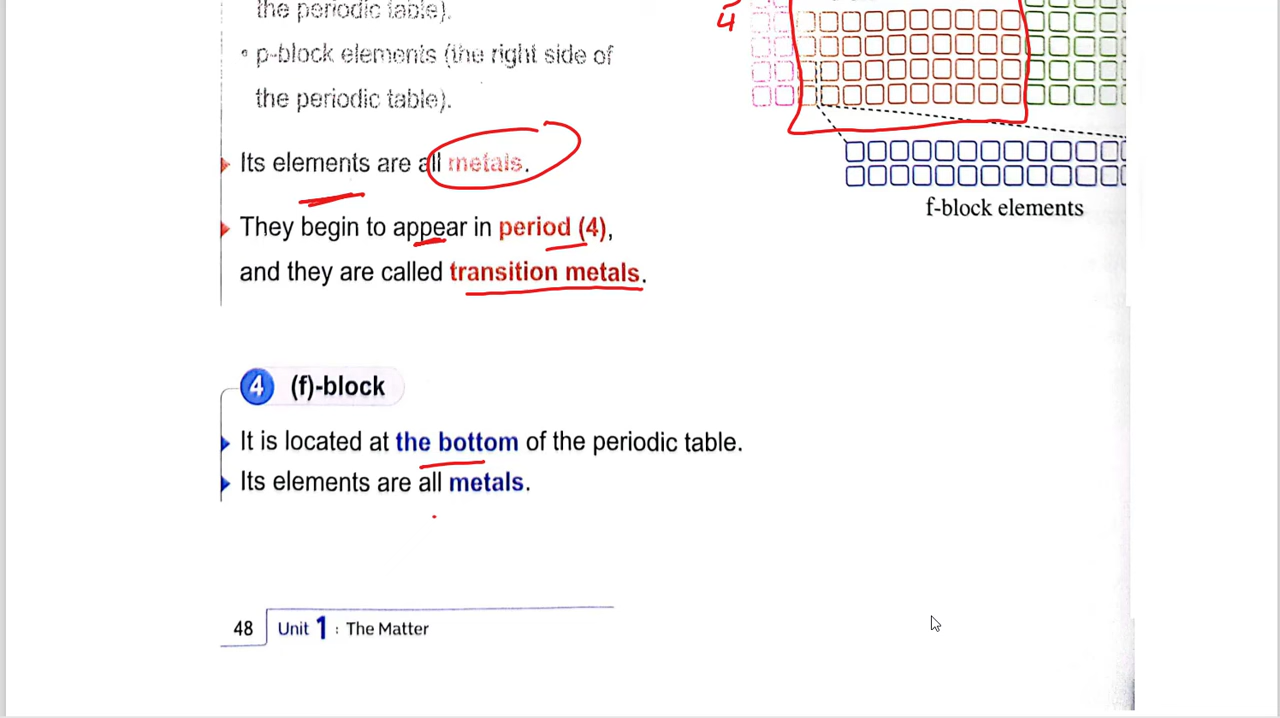 the periodic table).
4
• p-block elements (the right side of
the periodic table).
Its elements are all metals.
They begin to appear in period (4),
and they are called transition metals.
f-block elements
4 (f)-block
It is located at the bottom of the periodic table.
Its elements are all metals.
48 Unit 1 : The Matter